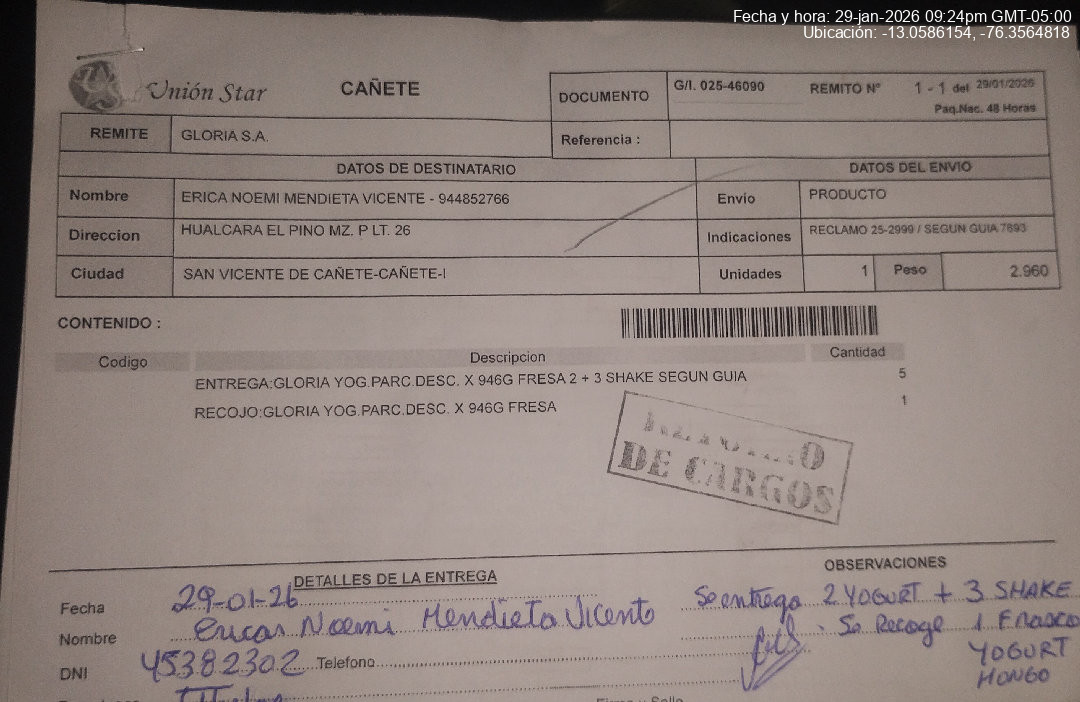 Fecha y hora: 29-jan-2026 09:24pm GMT-05:00
Ubicación: -13.0586154, -76.3564818
Unión Star
CAÑETE
DOCUMENTO G/I. 025-46090 REMITO Nº 1 - 1 del 29/01/2026
Paq.Nac. 48 Horas
REMITE GLORIA S.A. Referencia :
DATOS DE DESTINATARIO DATOS DEL ENVIO
Nombre ERICA NOEMI MENDIETA VICENTE - 944852766 Envio PRODUCTO
Direccion HUALCARA EL PINO MZ. P LT. 26 Indicaciones RECLAMO 25-2999 / SEGUN GUIA 7893
Ciudad SAN VICENTE DE CAÑETE-CAÑETE-I Unidades 1 Peso 2.960
CONTENIDO :
Codigo Descripcion Cantidad
ENTREGA:GLORIA YOG.PARC.DESC. X 946G FRESA 2 + 3 SHAKE SEGUN GUIA 5
RECOJO:GLORIA YOG.PARC.DESC. X 946G FRESA 1
DE CARGOS
DETALLES DE LA ENTREGA OBSERVACIONES
Fecha 29-01-26 Se entrega 2 YOGURT + 3 SHAKE
Nombre Ericas Noemi Mendieta Vicente . Se Recoge 1 FRASCO
DNI 45382302 Telefono YOGURT
HONGO